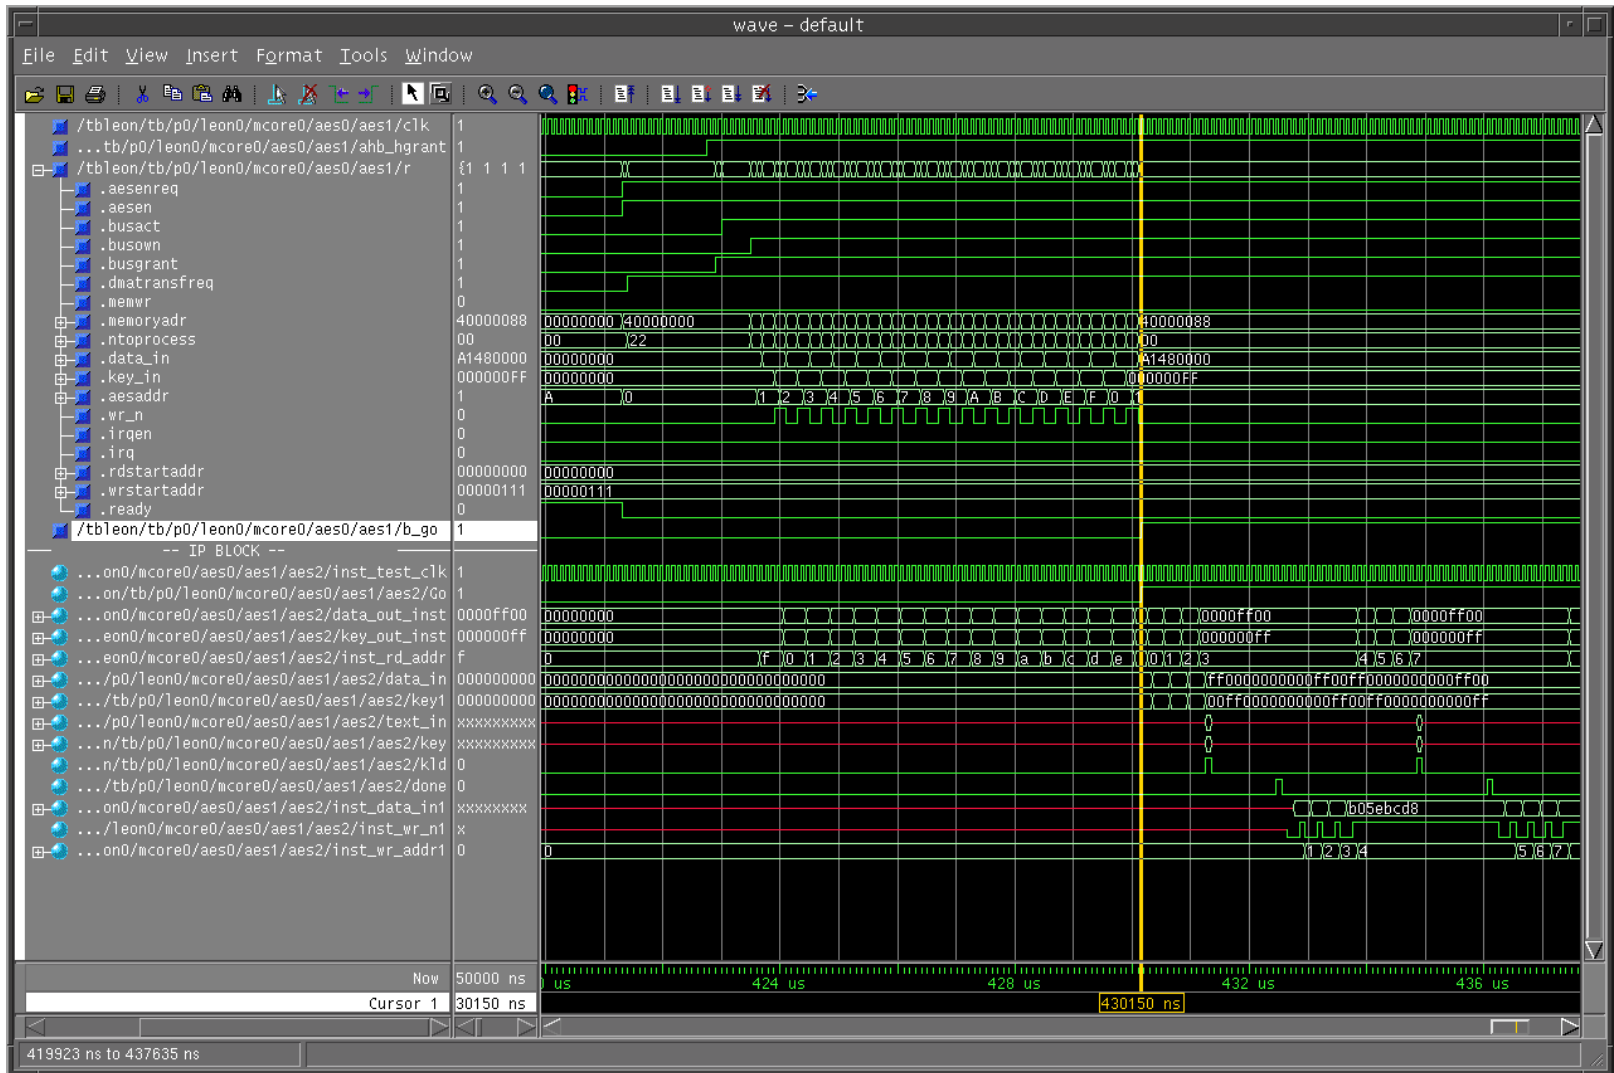 wave – default
File Edit View Insert Format Tools Window
/tbleon/tb/p0/leon0/mcore0/aes0/aes1/clk 1
...tb/p0/leon0/mcore0/aes0/aes1/ahb_hgrant 1
/tbleon/tb/p0/leon0/mcore0/aes0/aes1/r {1 1 1 1
.aesenreq 1
.aesen 1
.busact 1
.busown 1
.busgrant 1
.dmatransfreq 1
.memwr 0
.memoryadr 40000088 00000000 40000000 40000088
.ntoprocess 00 00 22 00
.data_in A1480000 00000000 A1480000
.key_in 000000FF 00000000 000000FF
.aesaddr 1 A 0 1 2 3 4 5 6 7 8 9 A B C D E F 0 1
.wr_n 0
.irqen 0
.irq 0
.rdstartaddr 00000000 00000000
.wrstartaddr 00000111 00000111
.ready 0
/tbleon/tb/p0/leon0/mcore0/aes0/aes1/b_go 1
-- IP BLOCK --
...on0/mcore0/aes0/aes1/aes2/inst_test_clk 1
...on/tb/p0/leon0/mcore0/aes0/aes1/aes2/Go 1
...on0/mcore0/aes0/aes1/aes2/data_out_inst 0000ff00 00000000 0000ff00 0000ff00
...eon0/mcore0/aes0/aes1/aes2/key_out_inst 000000ff 00000000 000000ff 000000ff
...eon0/mcore0/aes0/aes1/aes2/inst_rd_addr f 0 f 0 1 2 3 4 5 6 7 8 9 a b c d e 0 1 2 3 4 5 6 7
.../p0/leon0/mcore0/aes0/aes1/aes2/data_in 000000000 00000000000000000000000000000000 ff0000000000ff00ff0000000000ff00
.../tb/p0/leon0/mcore0/aes0/aes1/aes2/key1 000000000 00000000000000000000000000000000 00ff0000000000ff00ff0000000000ff
.../p0/leon0/mcore0/aes0/aes1/aes2/text_in xxxxxxxxx
...n/tb/p0/leon0/mcore0/aes0/aes1/aes2/key xxxxxxxxx
...n/tb/p0/leon0/mcore0/aes0/aes1/aes2/kld 0
.../tb/p0/leon0/mcore0/aes0/aes1/aes2/done 0
...on0/mcore0/aes0/aes1/aes2/inst_data_in1 xxxxxxxx b05ebcd8
.../leon0/mcore0/aes0/aes1/aes2/inst_wr_n1 x
...on0/mcore0/aes0/aes1/aes2/inst_wr_addr1 0 0 1 2 3 4 5 6 7
Now 50000 ns us 424 us 428 us 432 us 436 us
Cursor 1 30150 ns 430150 ns
419923 ns to 437635 ns